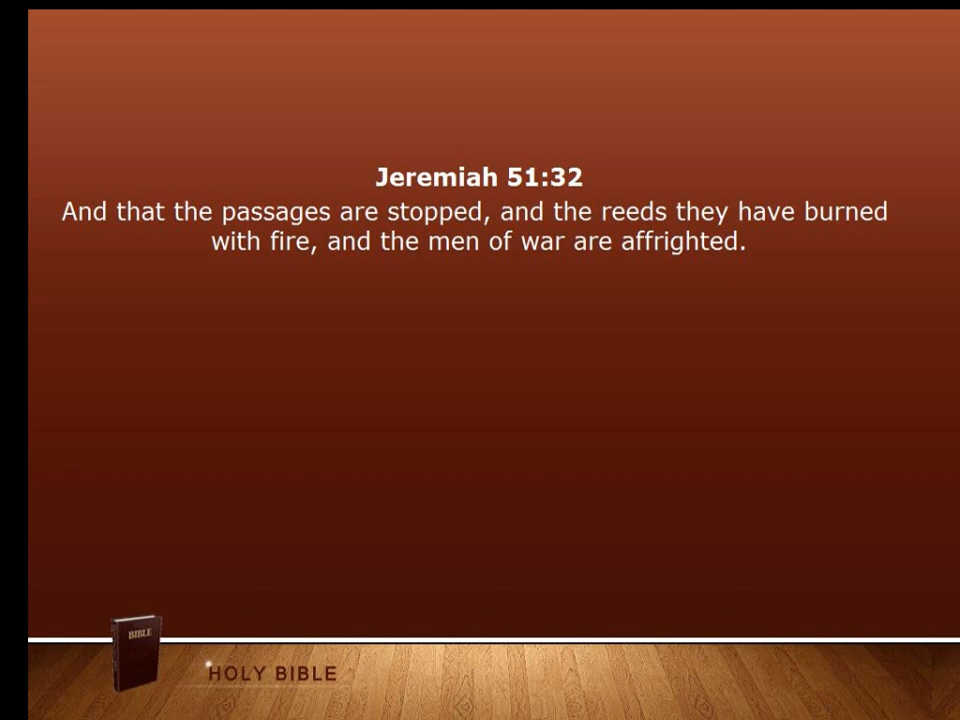 Jeremiah 51:32
And that the passages are stopped, and the reeds they have burned
with fire, and the men of war are affrighted.
BIBLE
HOLY BIBLE